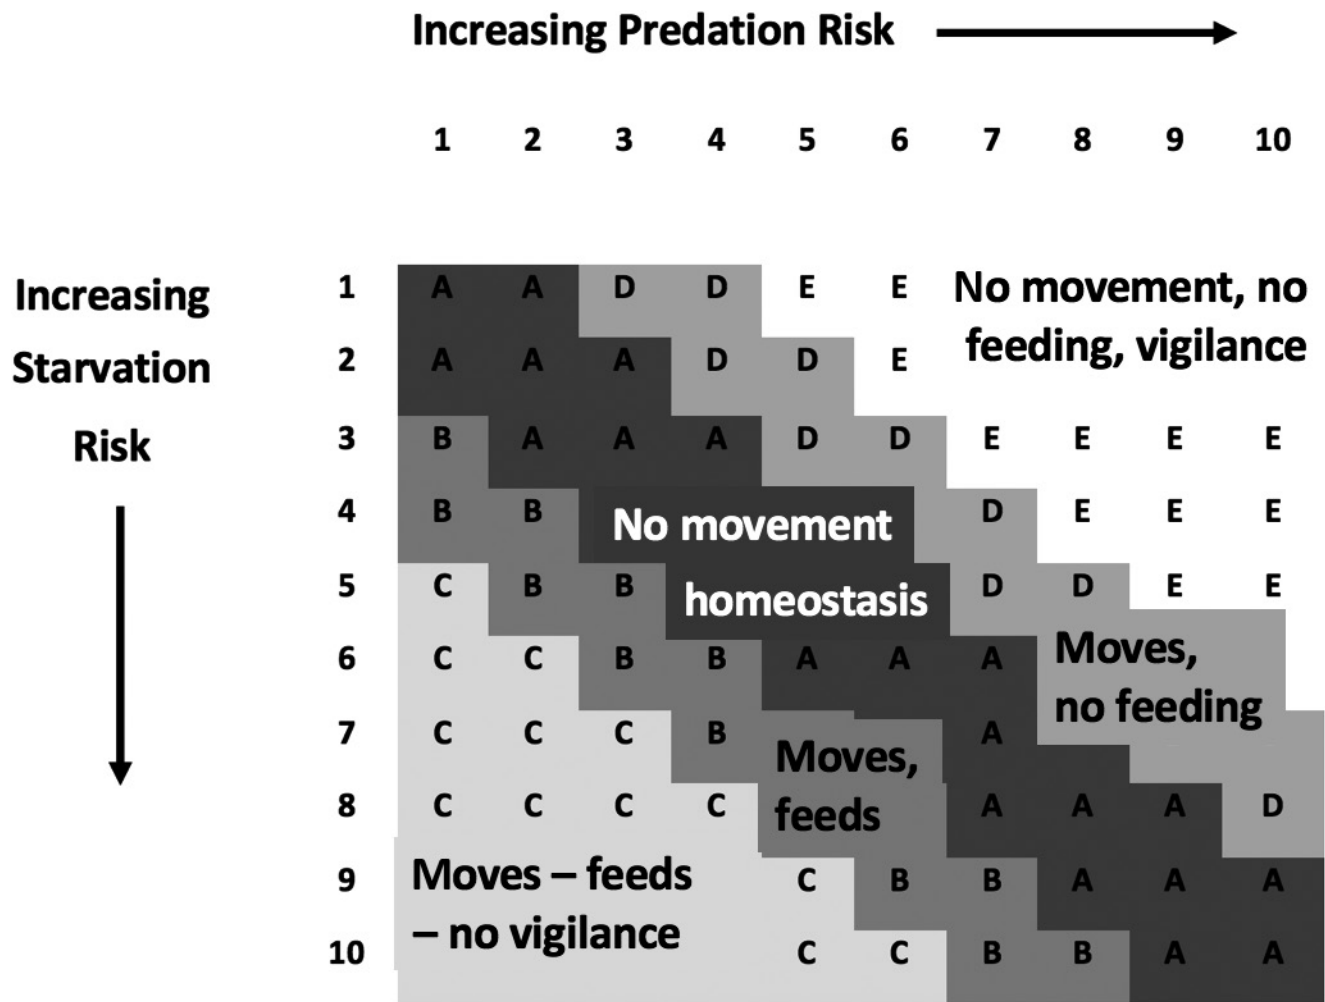 Increasing Predation Risk
1 2 3 4 5 6 7 8 9 10
Increasing
Starvation
Risk
1 A A D D E E No movement, no
feeding, vigilance
2 A A A D D E
3 B A A A D D E E E E
4 B B No movement D E E E
5 C B B homeostasis D D E E
6 C C B B A A A Moves,
no feeding
7 C C C B Moves, A
feeds
8 C C C C A A A D
9 Moves – feeds C B B A A A
– no vigilance
10 C C B B A A